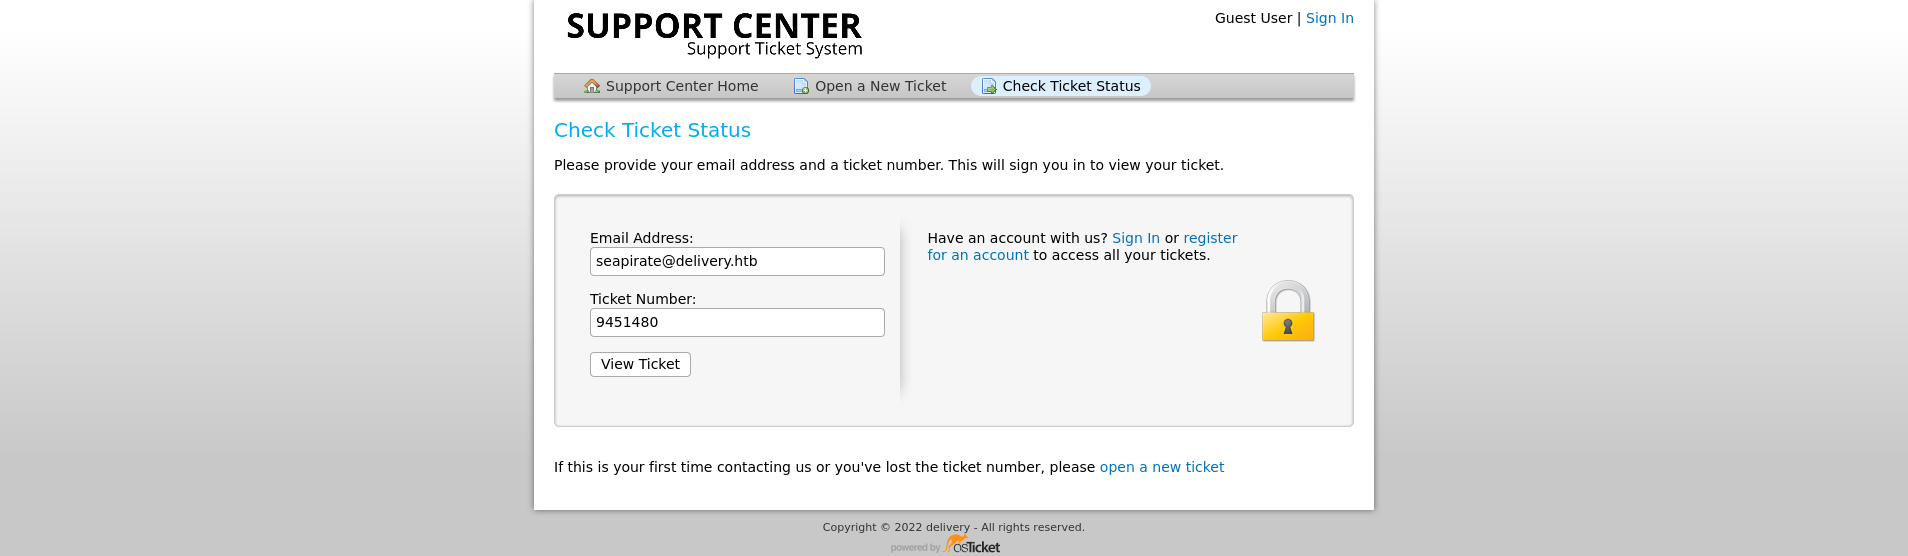 SUPPORT CENTER
Support Ticket System
Guest User | Sign In
Support Center Home
Open a New Ticket
Check Ticket Status
Check Ticket Status
Please provide your email address and a ticket number. This will sign you in to view your ticket.
Email Address:
seapirate@delivery.htb
Ticket Number:
9451480
View Ticket
Have an account with us? Sign In or register
for an account to access all your tickets.
If this is your first time contacting us or you've lost the ticket number, please open a new ticket
Copyright © 2022 delivery - All rights reserved.
powered by osTicket